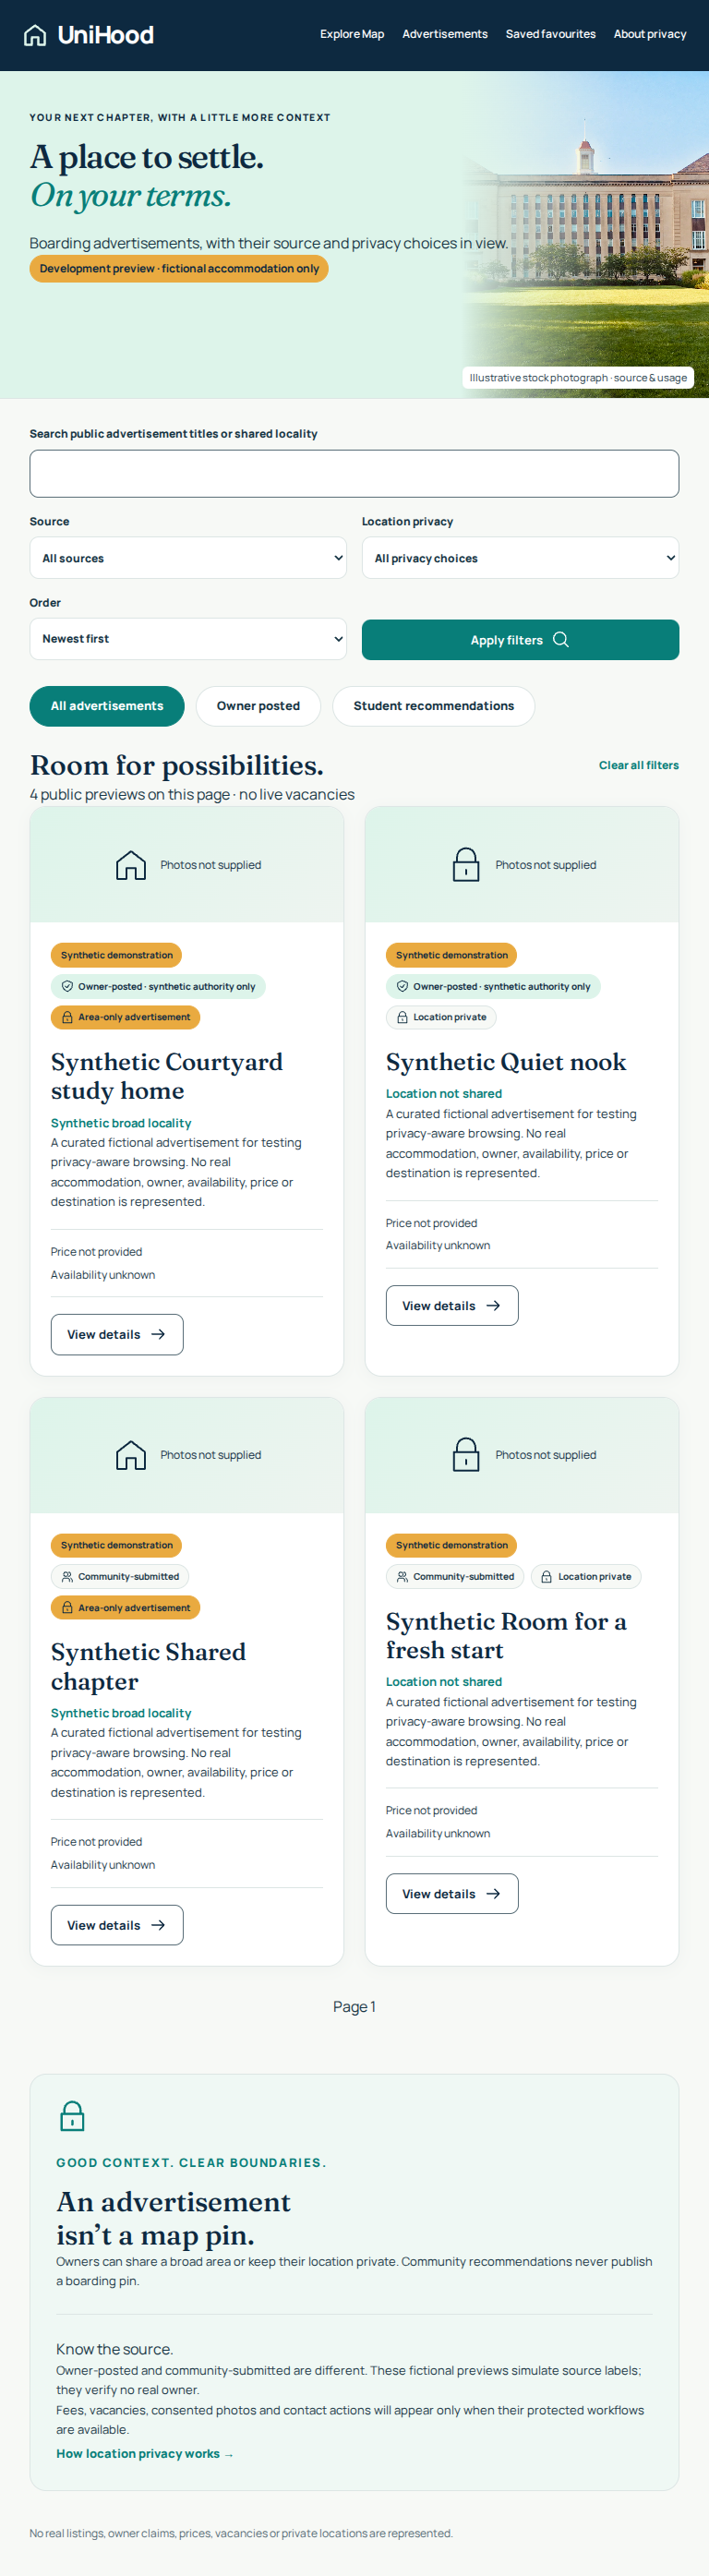 UniHood
Explore Map
Advertisements
Saved favourites
About privacy
YOUR NEXT CHAPTER, WITH A LITTLE MORE CONTEXT
A place to settle.
On your terms.
Boarding advertisements, with their source and privacy choices in view.
Development preview · fictional accommodation only
Illustrative stock photograph · source & usage
Search public advertisement titles or shared locality
Source
Location privacy
All sources
All privacy choices
Order
Newest first
Apply filters
All advertisements
Owner posted
Student recommendations
Room for possibilities.
Clear all filters
4 public previews on this page · no live vacancies
Photos not supplied
Synthetic demonstration
Owner-posted · synthetic authority only
Area-only advertisement
Synthetic Courtyard
study home
Synthetic broad locality
A curated fictional advertisement for testing
privacy-aware browsing. No real
accommodation, owner, availability, price or
destination is represented.
Price not provided
Availability unknown
View details
Photos not supplied
Synthetic demonstration
Owner-posted · synthetic authority only
Location private
Synthetic Quiet nook
Location not shared
A curated fictional advertisement for testing
privacy-aware browsing. No real
accommodation, owner, availability, price or
destination is represented.
Price not provided
Availability unknown
View details
Photos not supplied
Synthetic demonstration
Community-submitted
Area-only advertisement
Synthetic Shared
chapter
Synthetic broad locality
A curated fictional advertisement for testing
privacy-aware browsing. No real
accommodation, owner, availability, price or
destination is represented.
Price not provided
Availability unknown
View details
Photos not supplied
Synthetic demonstration
Community-submitted
Location private
Synthetic Room for a
fresh start
Location not shared
A curated fictional advertisement for testing
privacy-aware browsing. No real
accommodation, owner, availability, price or
destination is represented.
Price not provided
Availability unknown
View details
Page 1
GOOD CONTEXT. CLEAR BOUNDARIES.
An advertisement
isn’t a map pin.
Owners can share a broad area or keep their location private. Community recommendations never publish
a boarding pin.
Know the source.
Owner-posted and community-submitted are different. These fictional previews simulate source labels;
they verify no real owner.
Fees, vacancies, consented photos and contact actions will appear only when their protected workflows
are available.
How location privacy works →
No real listings, owner claims, prices, vacancies or private locations are represented.